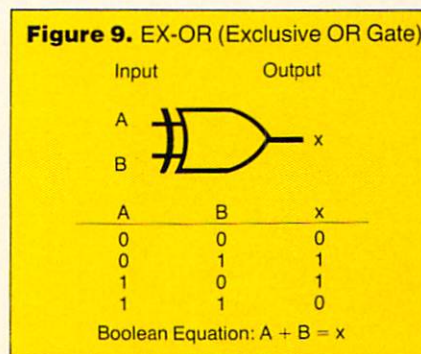 Figure 9. EX-OR (Exclusive OR Gate)
Input Output
A
x
B
A B x
0 0 0
0 1 1
1 0 1
1 1 0
Boolean Equation: A + B = x